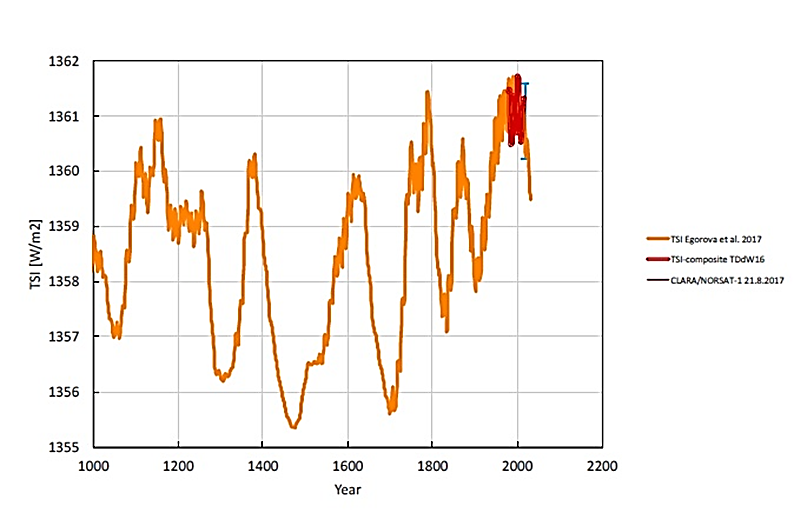 1362
1361
1360
1359
1358
1357
1356
1355
TSI [W/m2]
1000 1200 1400 1600 1800 2000 2200
Year
TSI Egorova et al. 2017
TSI-composite TDdW16
CLARA/NORSAT-1 21.8.2017